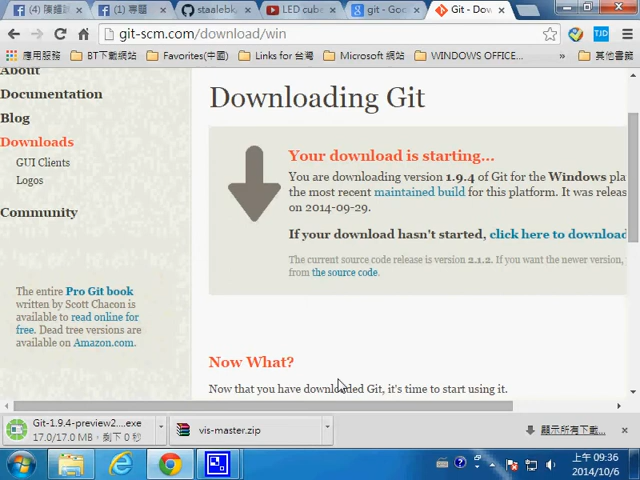 (4) 陳鍾誠
(1) 專題
staalebk
LED cube
git - Goo
Git - Dow
git-scm.com/download/win
應用服務
BT下載網站
Favorites(中國)
Links for 台灣
Microsoft 網站
WINDOWS OFFICE...
TJD
About
Documentation
Blog
Downloads
GUI Clients
Logos
Community
The entire Pro Git book
written by Scott Chacon is
available to read online for
free. Dead tree versions are
available on Amazon.com.
Downloading Git
Your download is starting...
You are downloading version 1.9.4 of Git for the Windows pla
the most recent maintained build for this platform. It was releas
on 2014-09-29.
If your download hasn't started, click here to download
The current source code release is version 2.1.2. If you want the newer version,
from the source code.
Now What?
Now that you have downloaded Git, it's time to start using it.
Git-1.9.4-preview2....exe
17.0/17.0 MB，剩下 0 秒
vis-master.zip
顯示所有下載...
上午 09:36
2014/10/6